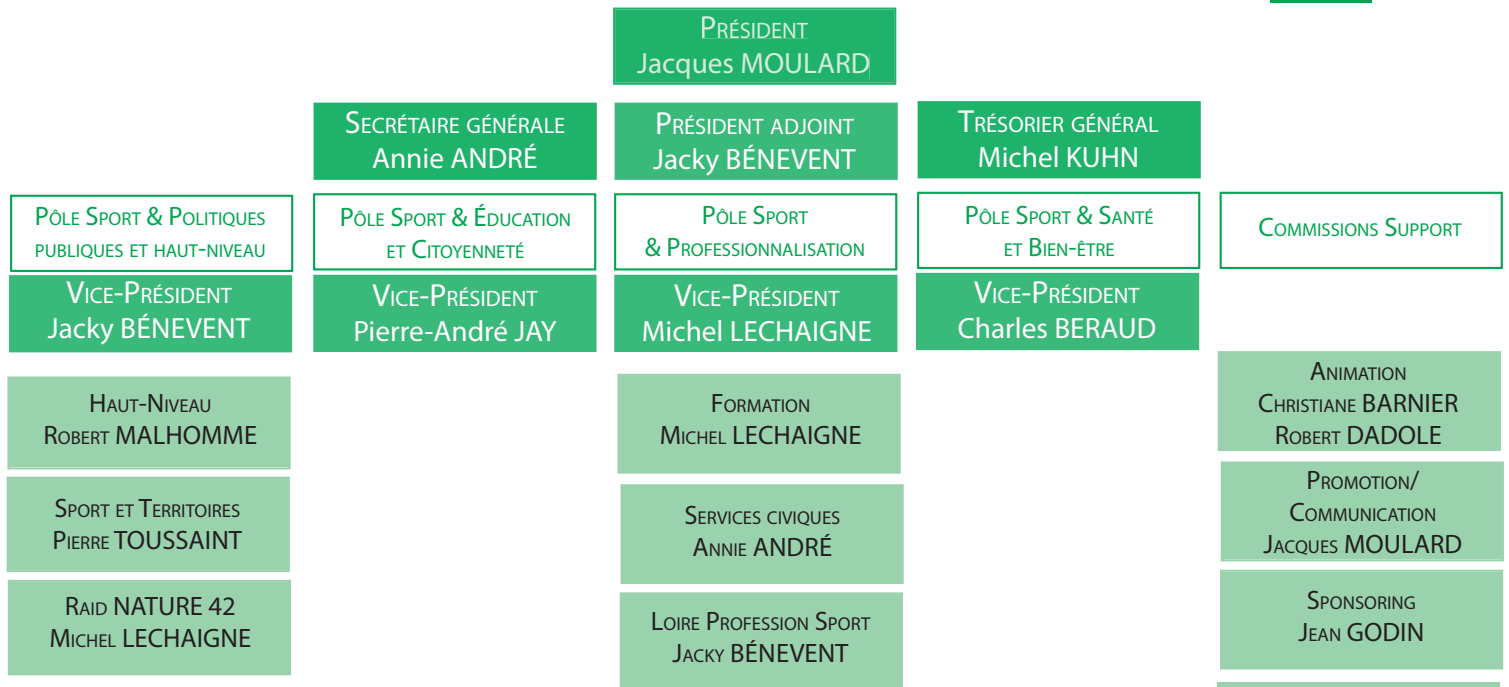 Président
Jacques MOULARD
Secrétaire générale
Annie ANDRÉ
Président adjoint
Jacky BÉNEVENT
Trésorier général
Michel KUHN
Pôle Sport & Politiques
publiques et haut-niveau
Pôle Sport & Éducation
et Citoyenneté
Pôle Sport
& Professionnalisation
Pôle Sport & Santé
et Bien-être
Commissions Support
Vice-Président
Jacky BÉNEVENT
Vice-Président
Pierre-André JAY
Vice-Président
Michel LECHAIGNE
Vice-Président
Charles BERAUD
Haut-Niveau
Robert MALHOMME
Sport et Territoires
Pierre TOUSSAINT
Raid NATURE 42
Michel LECHAIGNE
Formation
Michel LECHAIGNE
Services civiques
Annie ANDRÉ
Loire Profession Sport
Jacky BÉNEVENT
Animation
Christiane BARNIER
Robert DADOLE
Promotion/
Communication
Jacques MOULARD
Sponsoring
Jean GODIN